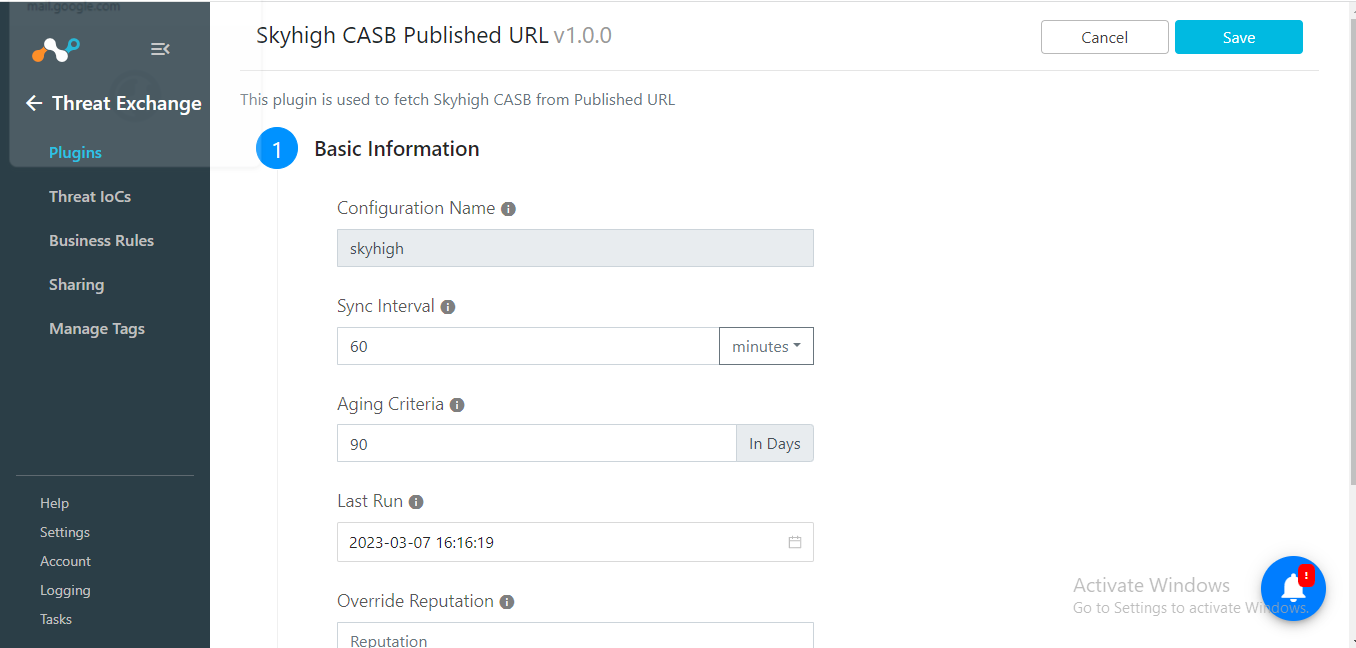 mail.google.com
Threat Exchange
Plugins
Threat IoCs
Business Rules
Sharing
Manage Tags
Help
Settings
Account
Logging
Tasks
Skyhigh CASB Published URL v1.0.0
Cancel
Save
This plugin is used to fetch Skyhigh CASB from Published URL
1
Basic Information
Configuration Name
skyhigh
Sync Interval
60
minutes
Aging Criteria
90
In Days
Last Run
2023-03-07 16:16:19
Override Reputation
Reputation
Activate Windows
Go to Settings to activate Windows.
!